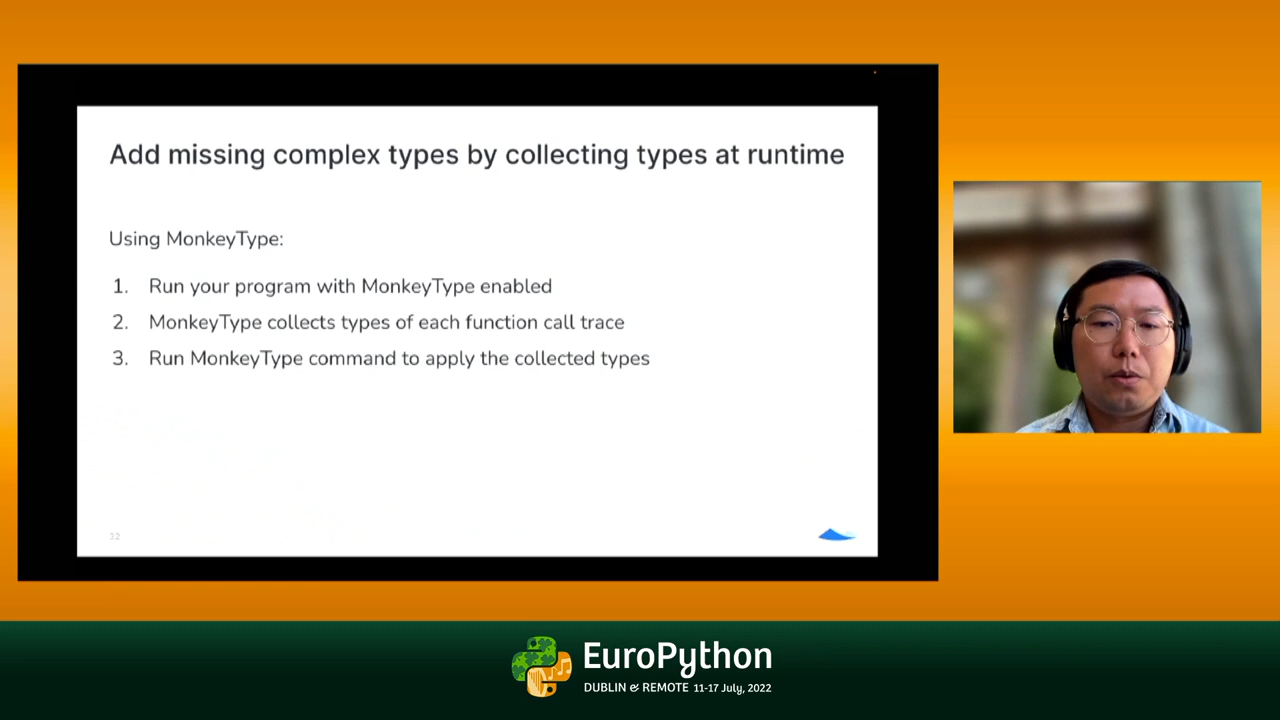 Add missing complex types by collecting types at runtime
Using MonkeyType:
1. Run your program with MonkeyType enabled
2. MonkeyType collects types of each function call trace
3. Run MonkeyType command to apply the collected types
32
EuroPython
DUBLIN & REMOTE 11-17 July, 2022